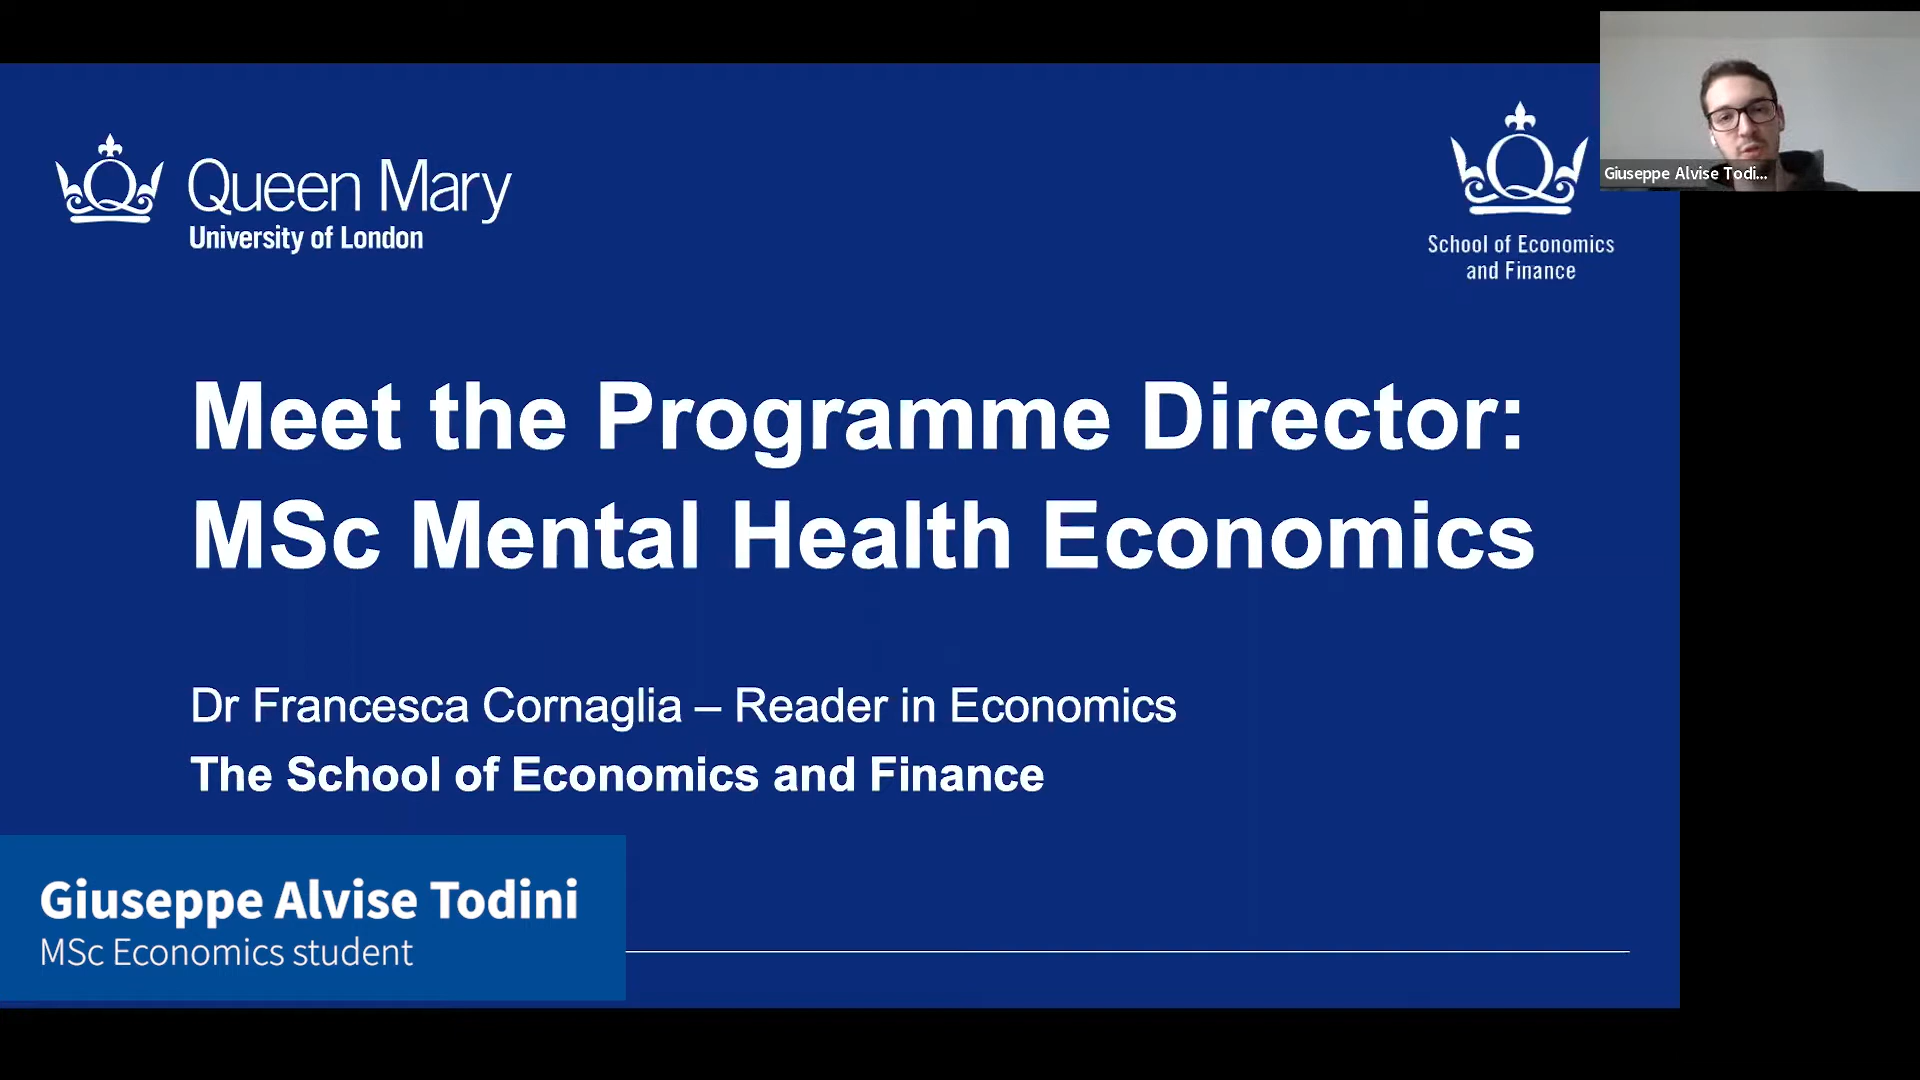 Queen Mary
University of London
School of Economics
and Finance
Giuseppe Alvise Todi...
Meet the Programme Director:
MSc Mental Health Economics
Dr Francesca Cornaglia – Reader in Economics
The School of Economics and Finance
Giuseppe Alvise Todini
MSc Economics student